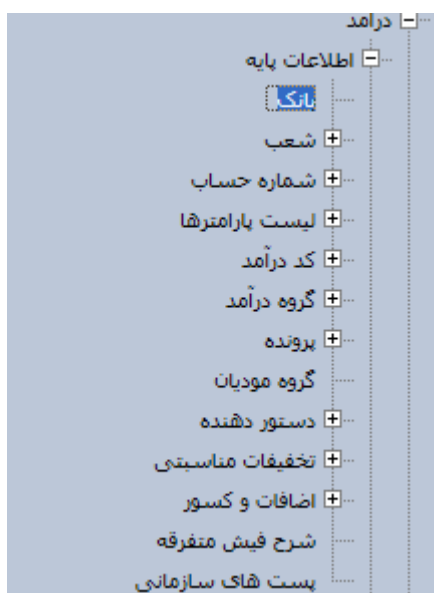 درآمد
اطلاعات پایه
بانک
شعب
شماره حساب
لیست پارامترها
کد درآمد
گروه درآمد
پرونده
گروه مودیان
دستور دهنده
تخفیفات مناسبتی
اضافات و کسور
شرح فیش متفرقه
پست های سازمانی